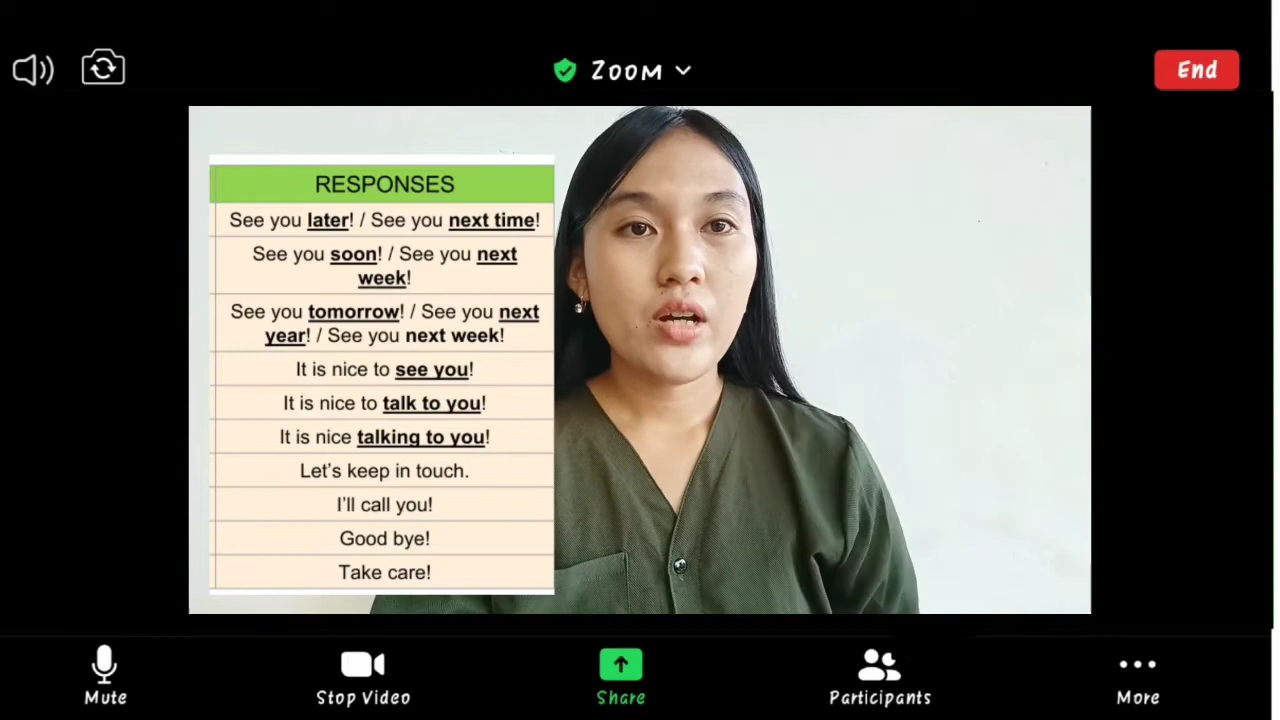 Zoom
End
RESPONSES
See you later! / See you next time!
See you soon! / See you next
week!
See you tomorrow! / See you next
year! / See you next week!
It is nice to see you!
It is nice to talk to you!
It is nice talking to you!
Let's keep in touch.
I'll call you!
Good bye!
Take care!
Mute
Stop Video
Share
Participants
More